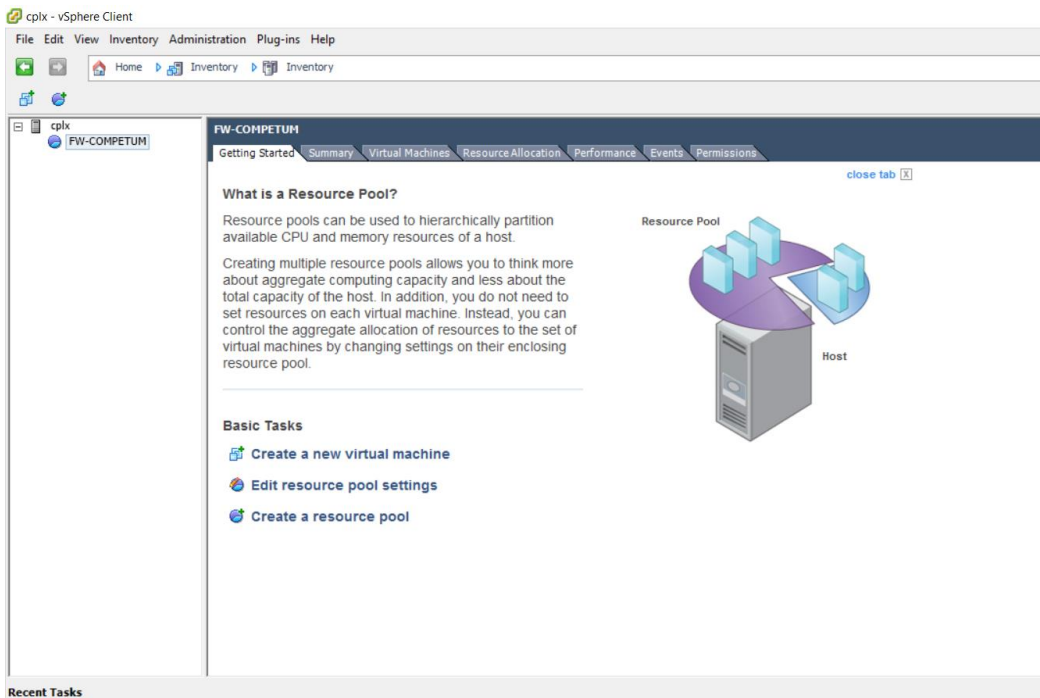 cplx - vSphere Client
File Edit View Inventory Administration Plug-ins Help
Home Inventory Inventory
cplx
FW-COMPETUM
FW-COMPETUM
Getting Started Summary Virtual Machines Resource Allocation Performance Events Permissions
close tab X
What is a Resource Pool?
Resource pools can be used to hierarchically partition
available CPU and memory resources of a host.
Creating multiple resource pools allows you to think more
about aggregate computing capacity and less about the
total capacity of the host. In addition, you do not need to
set resources on each virtual machine. Instead, you can
control the aggregate allocation of resources to the set of
virtual machines by changing settings on their enclosing
resource pool.
Resource Pool
Host
Basic Tasks
Create a new virtual machine
Edit resource pool settings
Create a resource pool
Recent Tasks